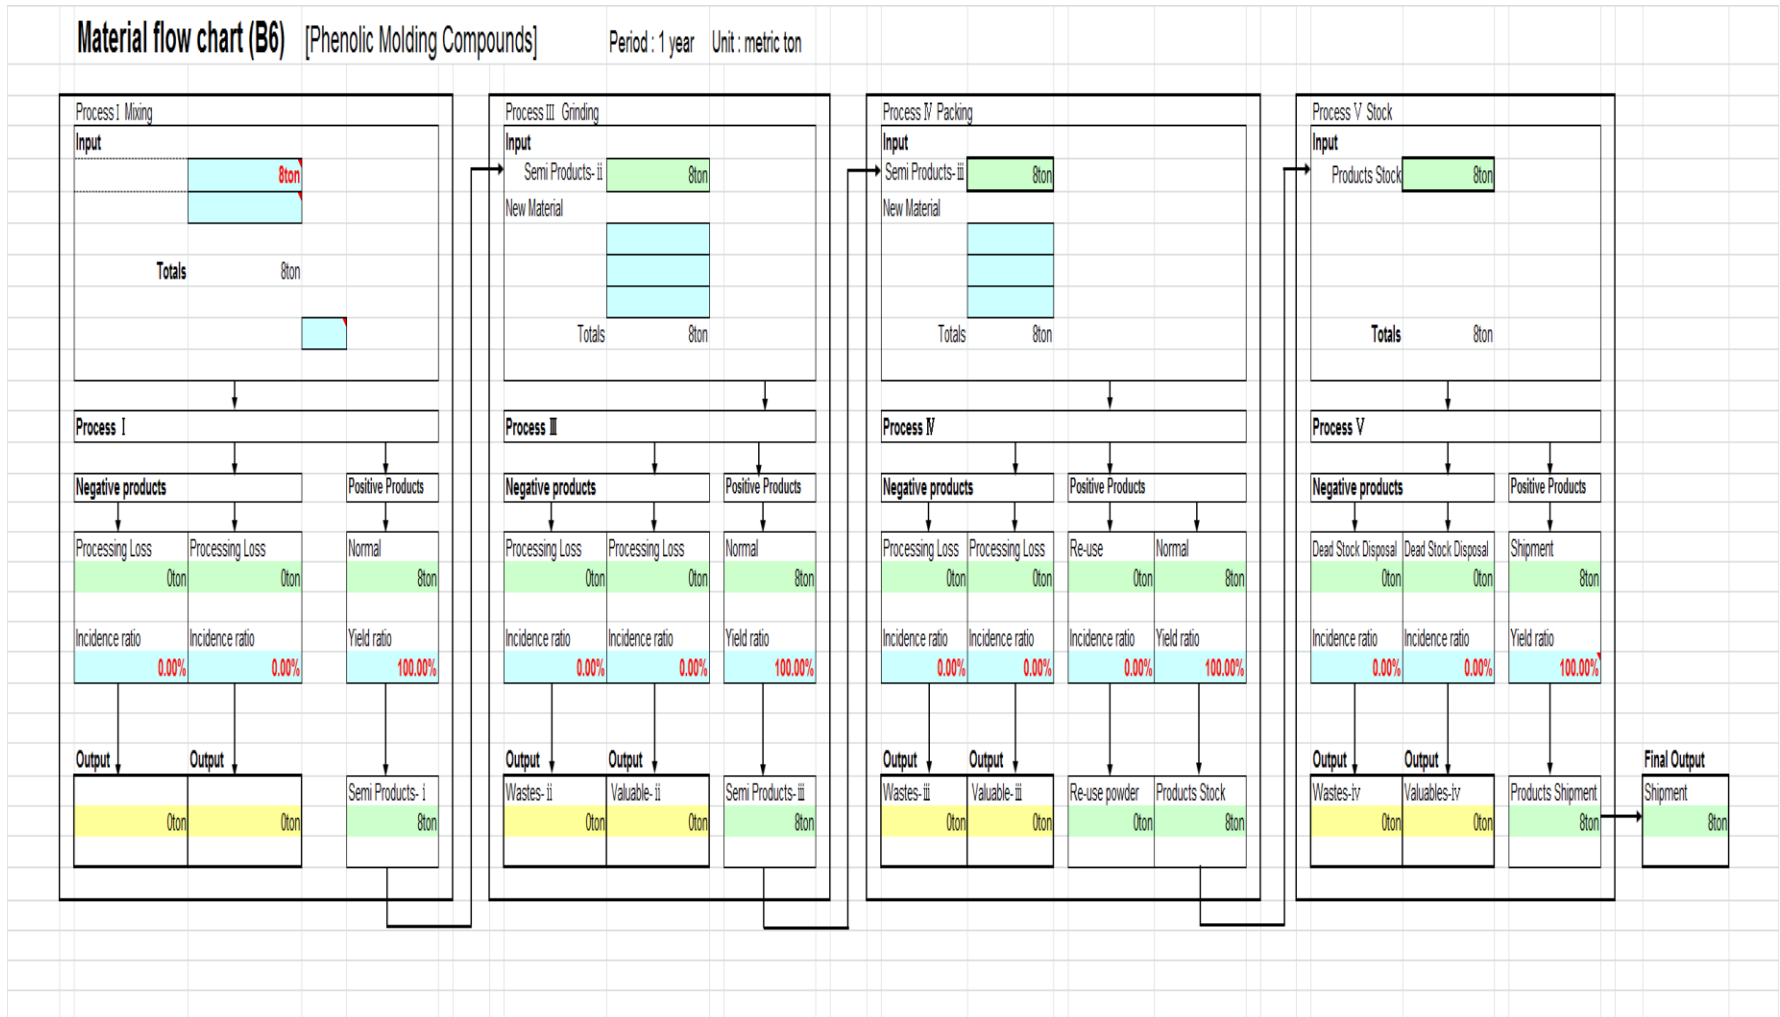 Material flow chart (B6) [Phenolic Molding Compounds] Period : 1 year Unit : metric ton
Process Ⅰ Mixing
Input
8ton
Totals 8ton
Process Ⅰ
Negative products Positive Products
Processing Loss Processing Loss Normal
0ton 0ton 8ton
Incidence ratio Incidence ratio Yield ratio
0.00% 0.00% 100.00%
Output Output
Semi Products- ⅰ
0ton 0ton 8ton
Process Ⅲ Grinding
Input
Semi Products- ⅱ 8ton
New Material
Totals 8ton
Process Ⅲ
Negative products Positive Products
Processing Loss Processing Loss Normal
0ton 0ton 8ton
Incidence ratio Incidence ratio Yield ratio
0.00% 0.00% 100.00%
Output Output
Wastes- ⅱ Valuable- ⅱ Semi Products- ⅲ
0ton 0ton 8ton
Process Ⅳ Packing
Input
Semi Products- ⅲ 8ton
New Material
Totals 8ton
Process Ⅳ
Negative products Positive Products
Processing Loss Processing Loss Re-use Normal
0ton 0ton 0ton 8ton
Incidence ratio Incidence ratio Incidence ratio Yield ratio
0.00% 0.00% 0.00% 100.00%
Output Output
Wastes- ⅲ Valuable- ⅲ Re-use powder Products Stock
0ton 0ton 0ton 8ton
Process Ⅴ Stock
Input
Products Stock 8ton
Totals 8ton
Process Ⅴ
Negative products Positive Products
Dead Stock Disposal Dead Stock Disposal Shipment
0ton 0ton 8ton
Incidence ratio Incidence ratio Yield ratio
0.00% 0.00% 100.00%
Output Output
Wastes-ⅳ Valuables-ⅳ Products Shipment
0ton 0ton 8ton
Final Output
Shipment
8ton